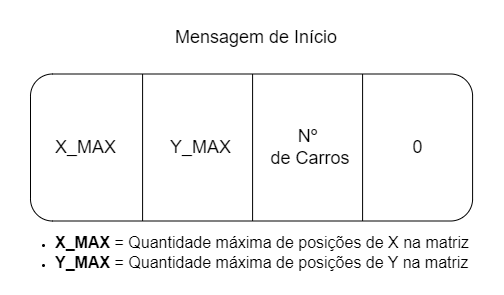 Mensagem de Início
X_MAX
Y_MAX
Nº
de Carros
0
• X_MAX = Quantidade máxima de posições de X na matriz
• Y_MAX = Quantidade máxima de posições de Y na matriz